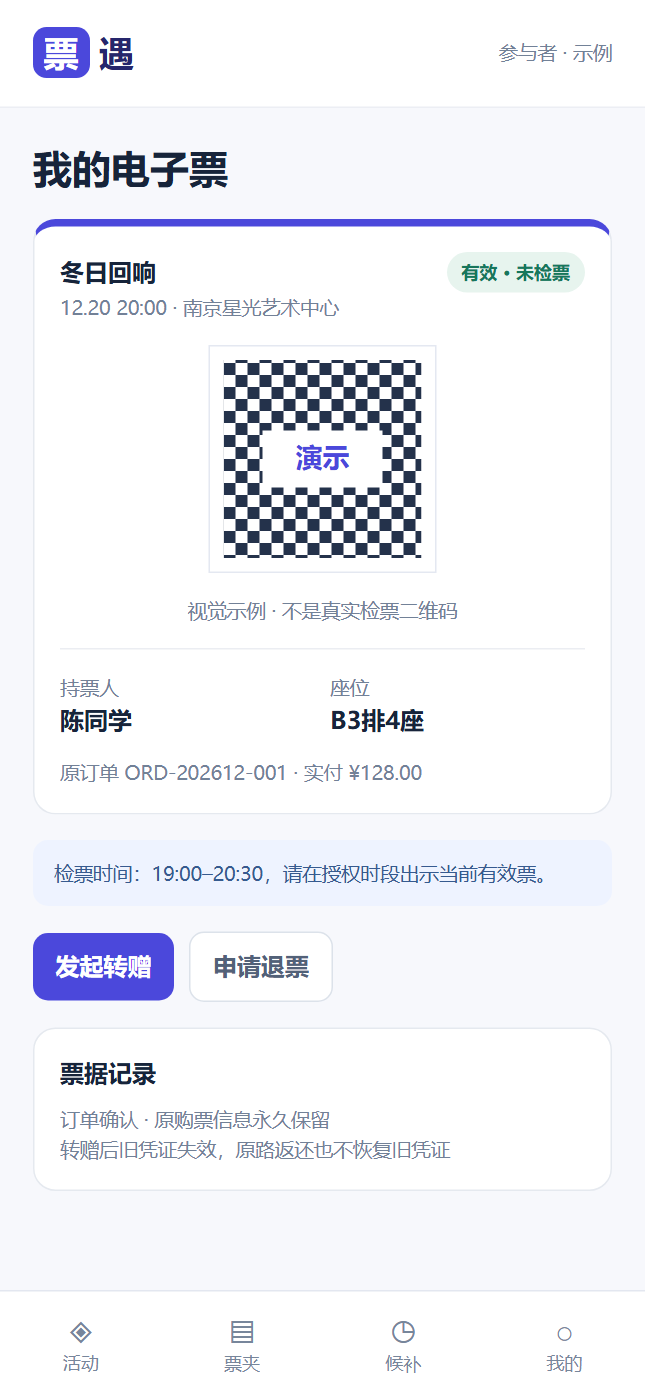 票 遇
参与者 · 示例
我的电子票
冬日回响
有效 · 未检票
12.20 20:00 · 南京星光艺术中心
演示
视觉示例 · 不是真实检票二维码
持票人
座位
陈同学
B3排4座
原订单 ORD-202612-001 · 实付 ¥128.00
检票时间：19:00–20:30，请在授权时段出示当前有效票。
发起转赠
申请退票
票据记录
订单确认 · 原购票信息永久保留
转赠后旧凭证失效，原路返还也不恢复旧凭证
活动
票夹
候补
我的